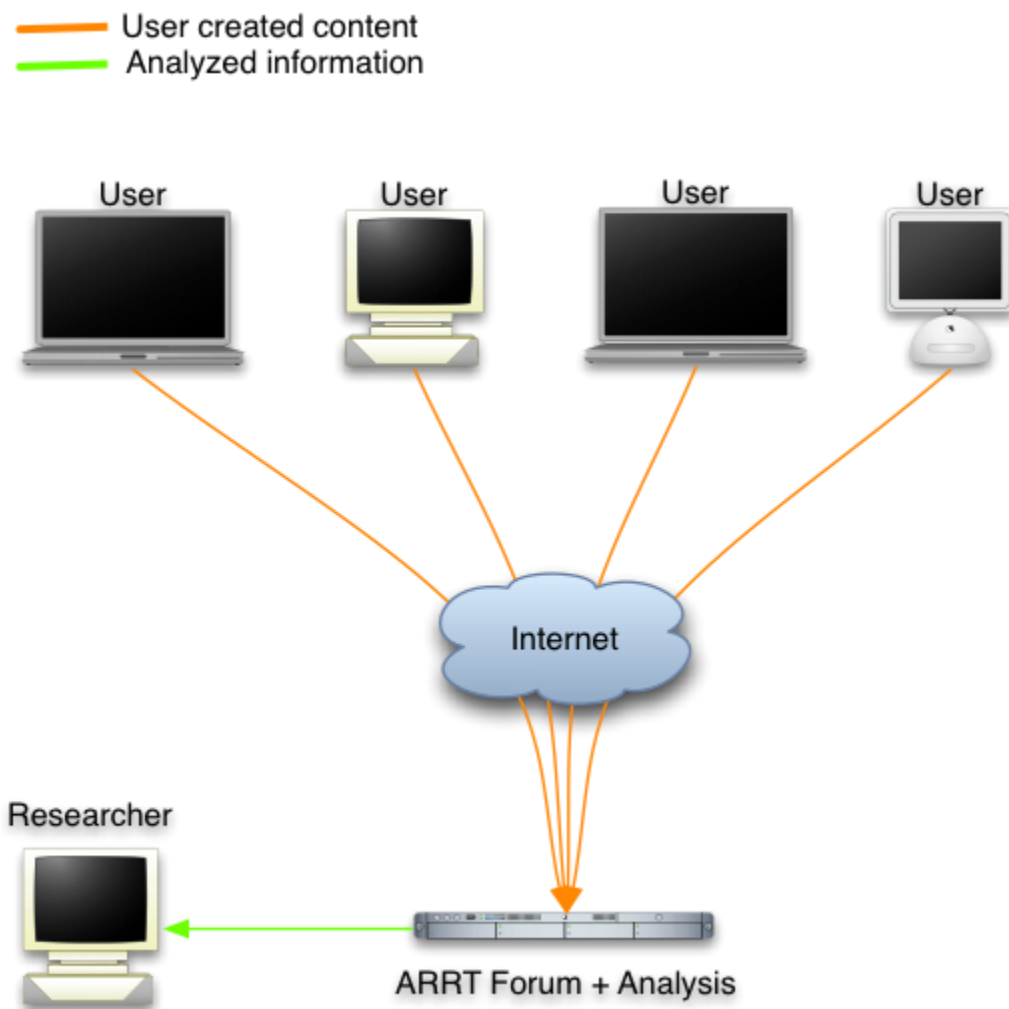 User created content
Analyzed information
User
User
User
User
Internet
Researcher
ARRT Forum + Analysis